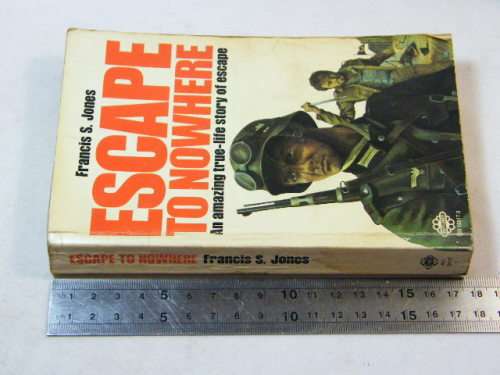 Francis S. Jones
ESCAPE
TO NOWHERE
An amazing true-life story of escape
ESCAPE TO NOWHERE Francis S. Jones
1 2 3 4 5 6 7 8 9 10 11 12 13 14 15 16 17 18
1 2 3 4 5 6 7 8 9 10 11 12 13 14 15 16 17 18